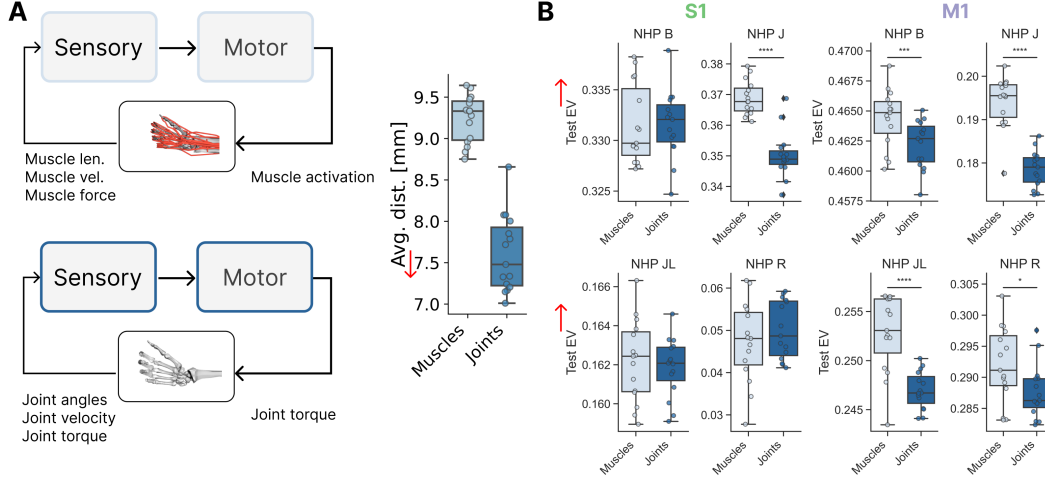 A
Sensory
Motor
Muscle len.
Muscle vel.
Muscle force
Muscle activation
Sensory
Motor
Joint angles
Joint velocity
Joint torque
Joint torque
Avg. dist. [mm]
9.5
9.0
8.5
8.0
7.5
7.0
Muscles
Joints
B
S1
M1
NHP B
Test EV
0.335
0.330
0.325
Muscles
Joints
NHP J
****
0.38
0.37
0.36
0.35
0.34
Muscles
Joints
NHP B
***
Test EV
0.4700
0.4675
0.4650
0.4625
0.4600
0.4575
Muscles
Joints
NHP J
****
0.20
0.19
0.18
Muscles
Joints
NHP JL
Test EV
0.166
0.164
0.162
0.160
Muscles
Joints
NHP R
0.06
0.05
0.04
0.03
Muscles
Joints
NHP JL
****
Test EV
0.255
0.250
0.245
Muscles
Joints
NHP R
*
0.305
0.300
0.295
0.290
0.285
Muscles
Joints